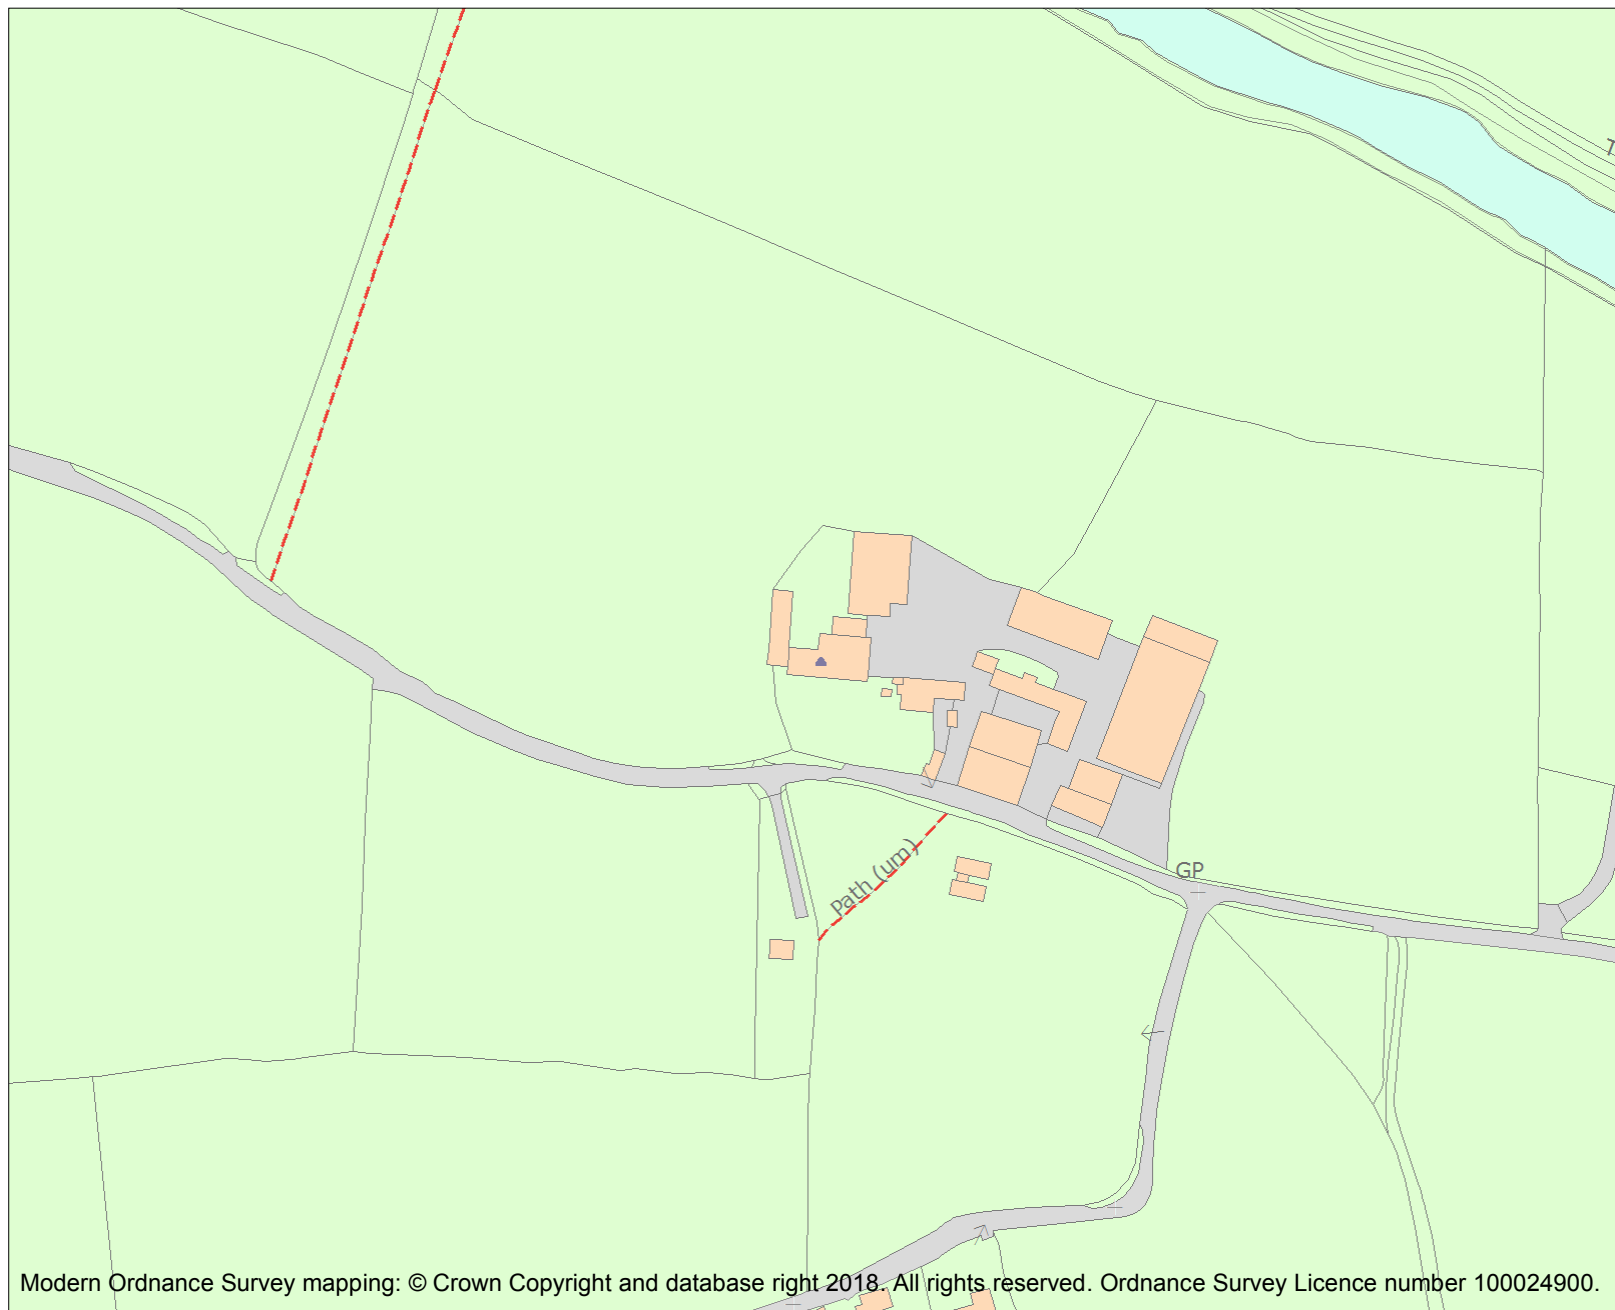 T
Path (um)
GP
Modern Ordnance Survey mapping: © Crown Copyright and database right 2018. All rights reserved. Ordnance Survey Licence number 100024900.